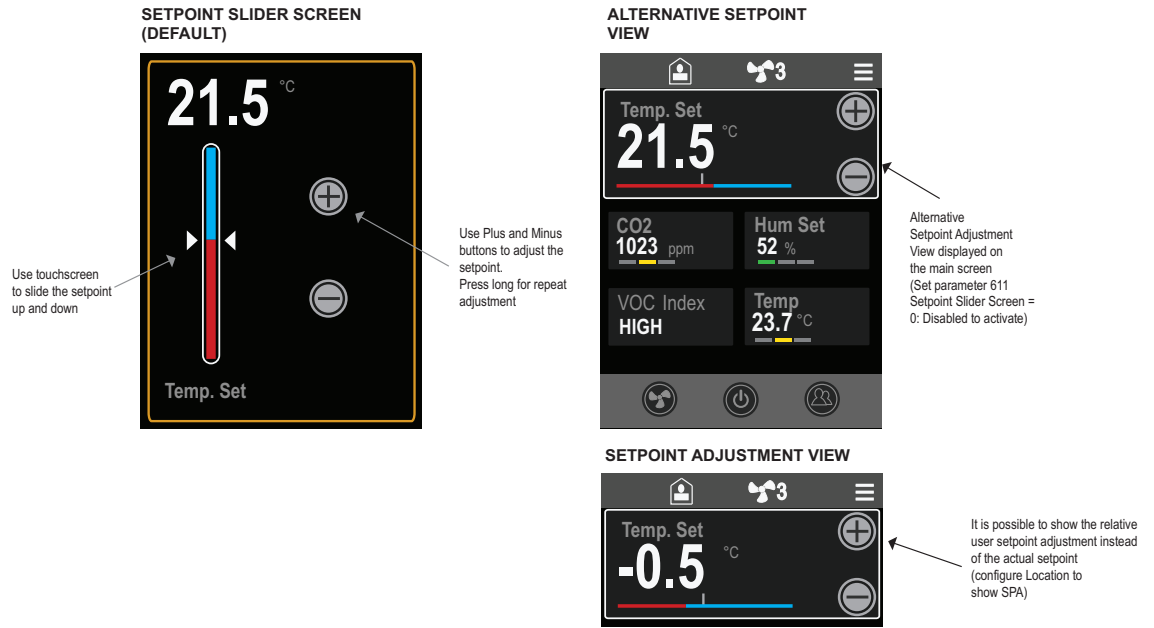 SETPOINT SLIDER SCREEN
(DEFAULT)
21.5 °C
Temp. Set
Use touchscreen
to slide the setpoint
up and down
Use Plus and Minus
buttons to adjust the
setpoint.
Press long for repeat
adjustment
ALTERNATIVE SETPOINT
VIEW
3
Temp. Set
21.5 °C
CO2
1023 ppm
Hum Set
52 %
VOC Index
HIGH
Temp
23.7 °C
Alternative
Setpoint Adjustment
View displayed on
the main screen
(Set parameter 611
Setpoint Slider Screen =
0: Disabled to activate)
SETPOINT ADJUSTMENT VIEW
3
Temp. Set
-0.5 °C
It is possible to show the relative
user setpoint adjustment instead
of the actual setpoint
(configure Location to
show SPA)